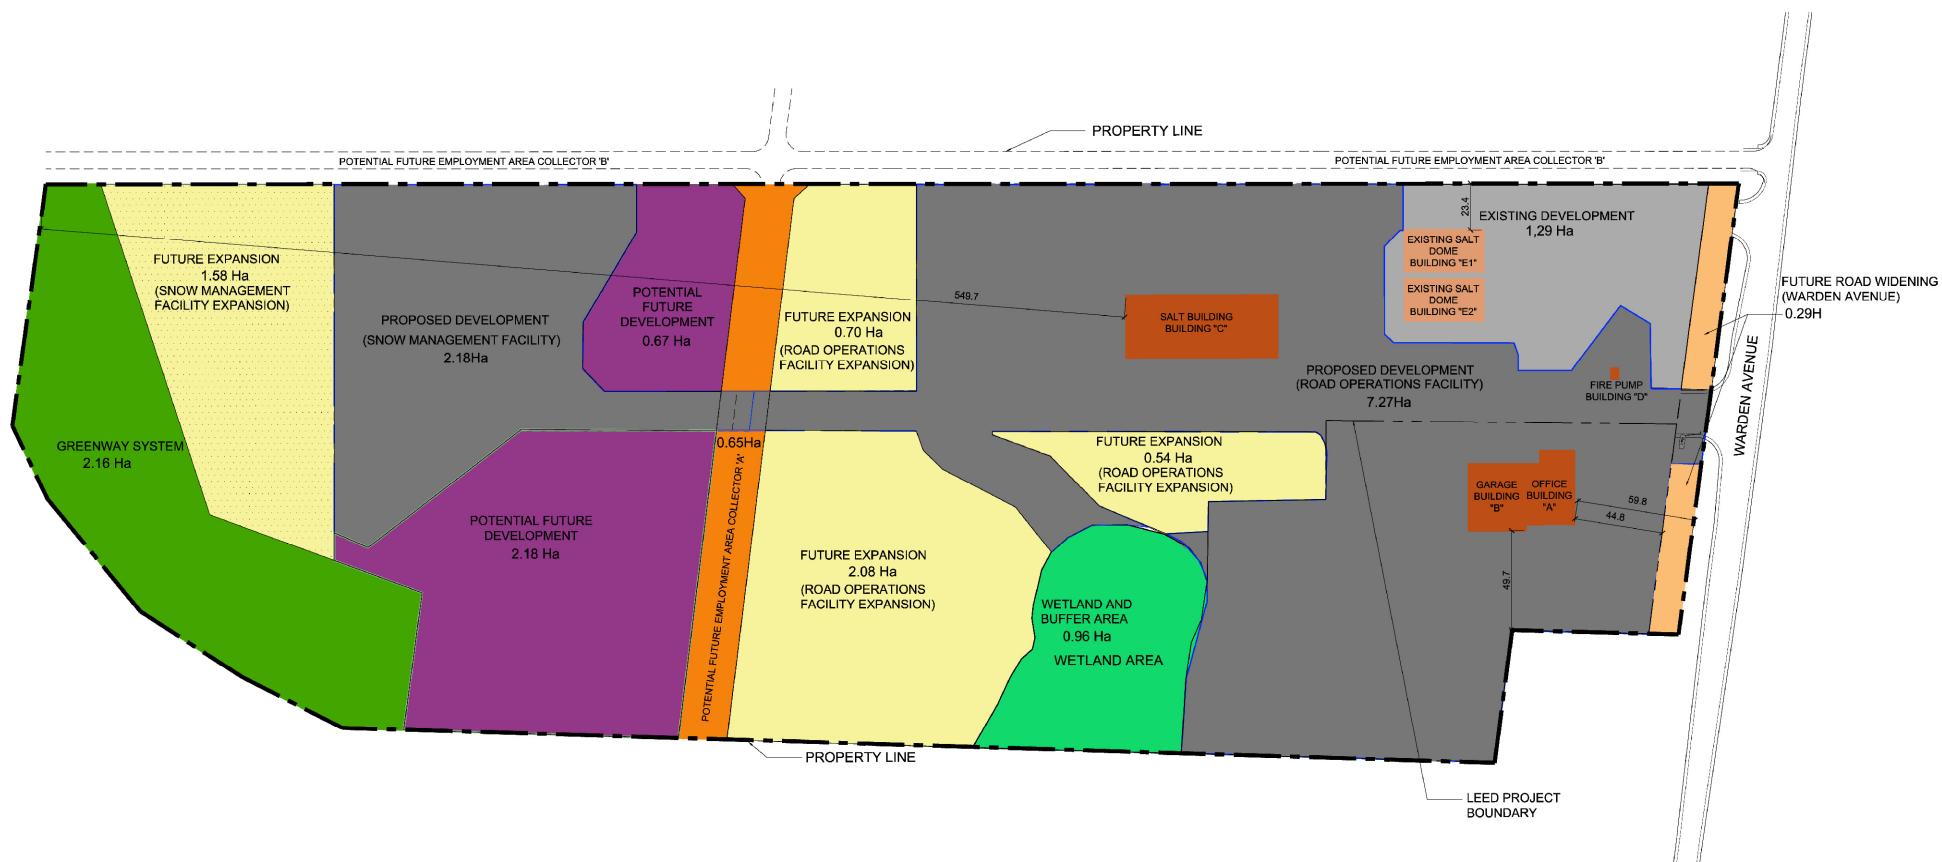 PROPERTY LINE
POTENTIAL FUTURE EMPLOYMENT AREA COLLECTOR 'B'
POTENTIAL FUTURE EMPLOYMENT AREA COLLECTOR 'B'
FUTURE EXPANSION
1.58 Ha
(SNOW MANAGEMENT
FACILITY EXPANSION)
PROPOSED DEVELOPMENT
(SNOW MANAGEMENT FACILITY)
2.18Ha
POTENTIAL
FUTURE
DEVELOPMENT
0.67 Ha
FUTURE EXPANSION
0.70 Ha
(ROAD OPERATIONS
FACILITY EXPANSION)
549.7
SALT BUILDING
BUILDING "C"
23.4
EXISTING DEVELOPMENT
1,29 Ha
EXISTING SALT
DOME
BUILDING "E1"
EXISTING SALT
DOME
BUILDING "E2"
FUTURE ROAD WIDENING
(WARDEN AVENUE)
0.29H
WARDEN AVENUE
PROPOSED DEVELOPMENT
(ROAD OPERATIONS FACILITY)
7.27Ha
FIRE PUMP
BUILDING "D"
GREENWAY SYSTEM
2.16 Ha
0.65Ha
POTENTIAL FUTURE EMPLOYMENT AREA COLLECTOR 'A'
POTENTIAL FUTURE
DEVELOPMENT
2.18 Ha
FUTURE EXPANSION
2.08 Ha
(ROAD OPERATIONS
FACILITY EXPANSION)
FUTURE EXPANSION
0.54 Ha
(ROAD OPERATIONS
FACILITY EXPANSION)
WETLAND AND
BUFFER AREA
0.96 Ha
WETLAND AREA
GARAGE
BUILDING
"B"
OFFICE
BUILDING
"A"
59.8
44.8
49.7
PROPERTY LINE
LEED PROJECT
BOUNDARY